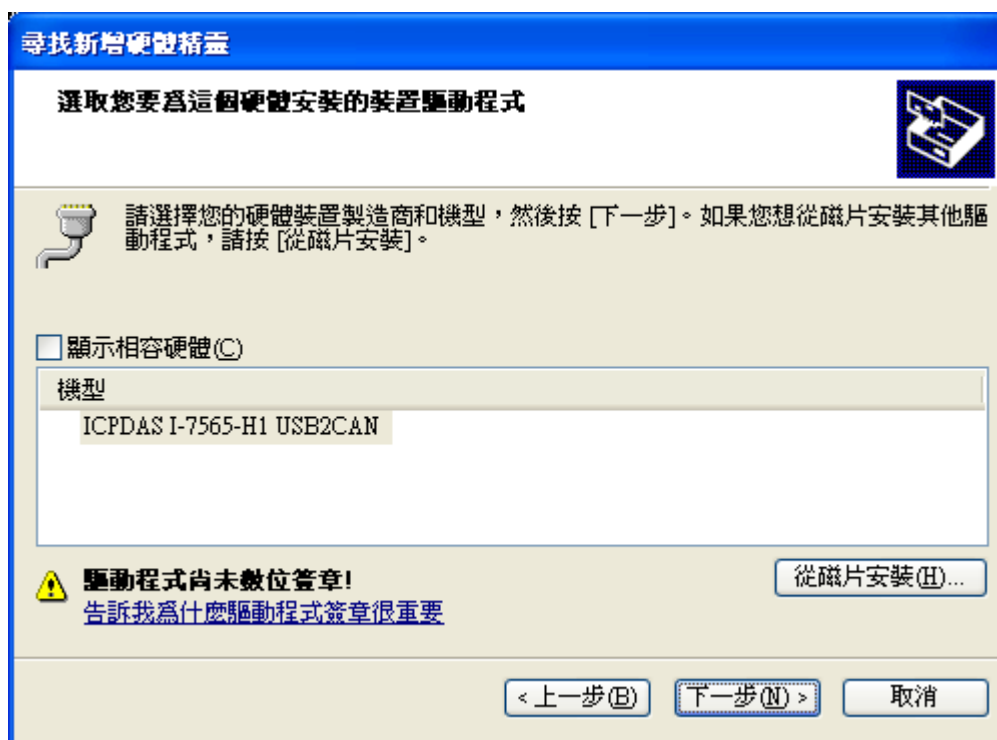 尋找新增硬體精靈
選取您要為這個硬體安裝的裝置驅動程式
請選擇您的硬體裝置製造商和機型，然後按 [下一步]。如果您想從磁片安裝其他驅
動程式，請按 [從磁片安裝]。
顯示相容硬體(C)
機型
ICPDAS I-7565-H1 USB2CAN
驅動程式尚未數位簽章!
告訴我為什麼驅動程式簽章很重要
從磁片安裝(H)...
< 上一步(B)
下一步(N) >
取消